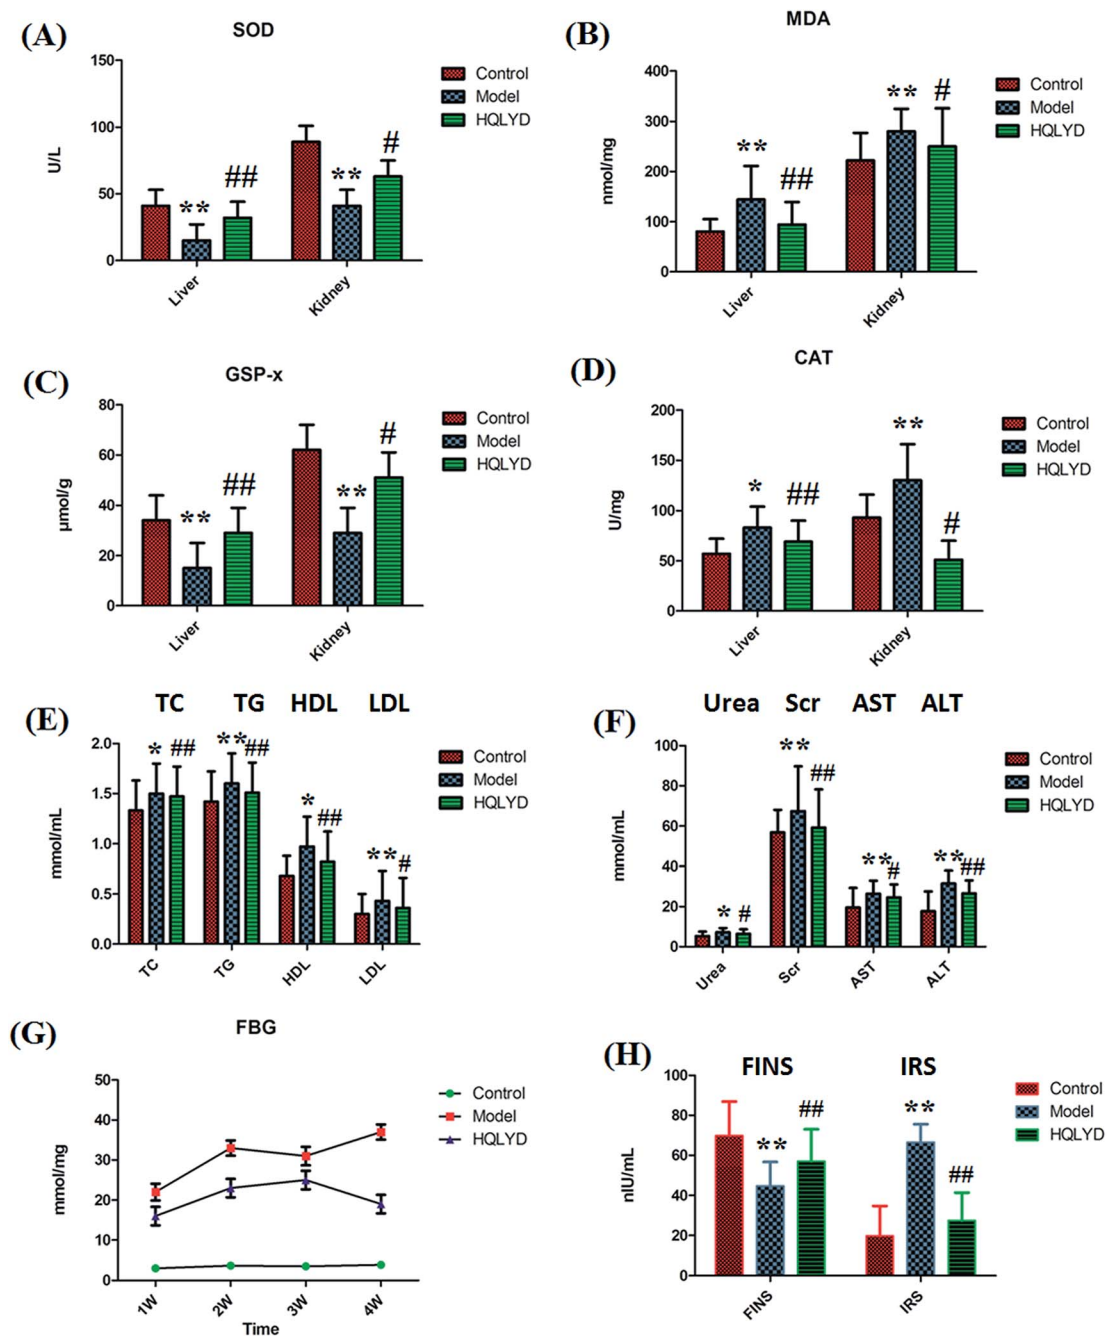 (A)
SOD
150
100
50
0
U/L
** ## ** #
Liver
Kidney
Control
Model
HQLYD
(B)
MDA
400
300
200
100
0
nmol/mg
** ## ** #
Liver
Kidney
Control
Model
HQLYD
(C)
GSP-x
80
60
40
20
0
μmol/g
** ## ** #
Liver
Kidney
Control
Model
HQLYD
(D)
CAT
200
150
100
50
0
U/mg
* ## ** #
Liver
Kidney
Control
Model
HQLYD
(E)
TC TG HDL LDL
2.0
1.5
1.0
0.5
0.0
mmol/mL
* ## ** ## * ## ** #
TC
TG
HDL
LDL
Control
Model
HQLYD
(F)
Urea Scr AST ALT
100
80
60
40
20
0
mmol/mL
* # ** ## ** # ** ##
Urea
Scr
AST
ALT
Control
Model
HQLYD
(G)
FBG
50
40
30
20
10
0
mmol/mg
1W
2W
3W
4W
Time
Control
Model
HQLYD
(H)
FINS IRS
100
80
60
40
20
0
nIU/mL
** ## ** ##
FINS
IRS
Control
Model
HQLYD